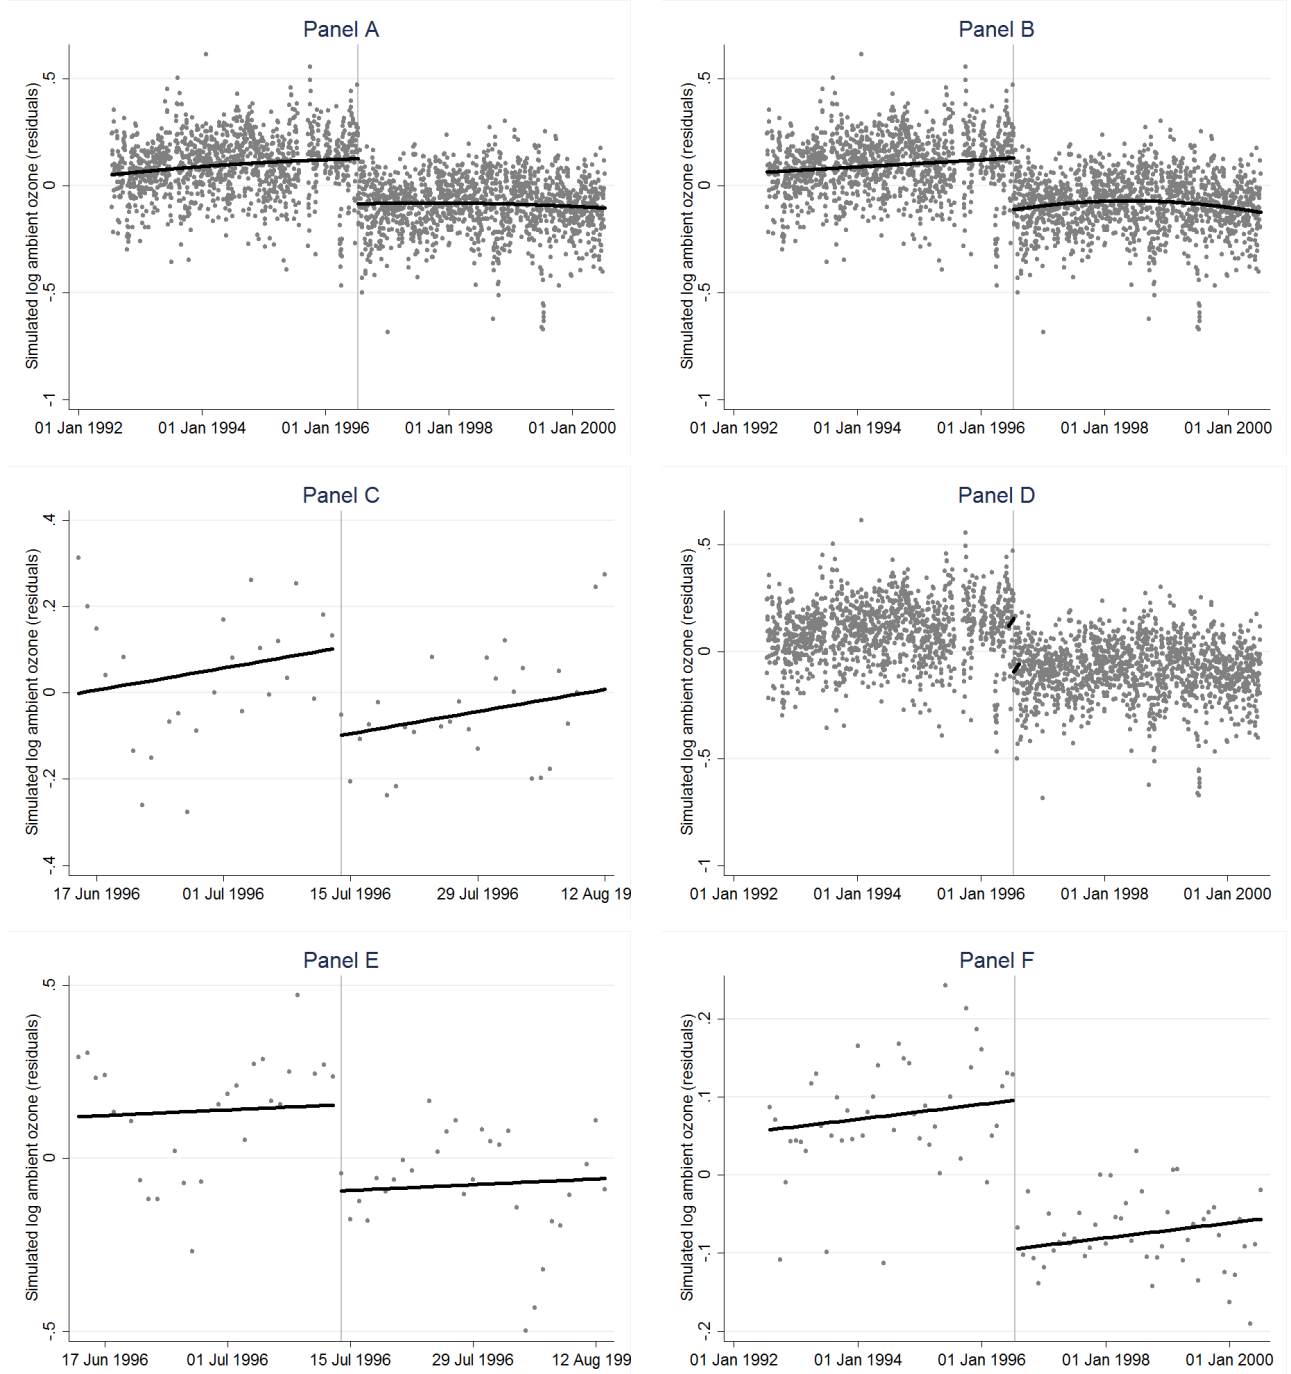 Panel A
Simulated log ambient ozone (residuals)
.5
0
-.5
-1
01 Jan 1992 01 Jan 1994 01 Jan 1996 01 Jan 1998 01 Jan 2000
Panel B
Simulated log ambient ozone (residuals)
.5
0
-.5
-1
01 Jan 1992 01 Jan 1994 01 Jan 1996 01 Jan 1998 01 Jan 2000
Panel C
Simulated log ambient ozone (residuals)
.4
.2
0
-.2
-.4
17 Jun 1996 01 Jul 1996 15 Jul 1996 29 Jul 1996 12 Aug 19
Panel D
Simulated log ambient ozone (residuals)
.5
0
-.5
-1
01 Jan 1992 01 Jan 1994 01 Jan 1996 01 Jan 1998 01 Jan 2000
Panel E
Simulated log ambient ozone (residuals)
.5
0
-.5
17 Jun 1996 01 Jul 1996 15 Jul 1996 29 Jul 1996 12 Aug 199
Panel F
Simulated log ambient ozone (residuals)
.2
.1
0
-.1
-.2
01 Jan 1992 01 Jan 1994 01 Jan 1996 01 Jan 1998 01 Jan 2000